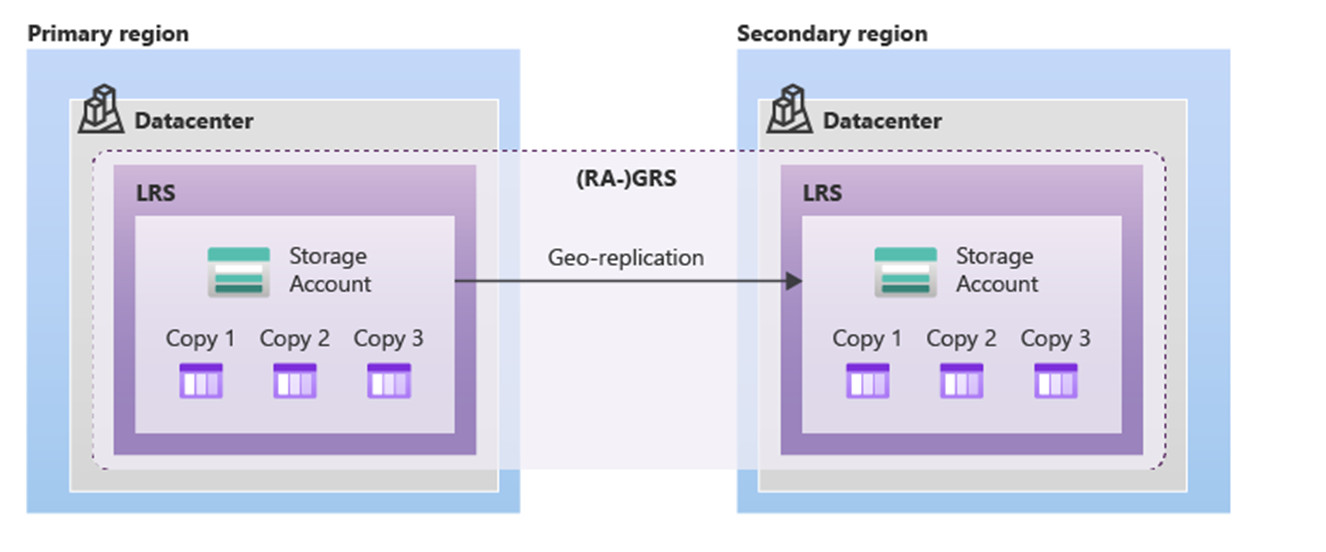 Primary region
Secondary region
Datacenter
Datacenter
(RA-)GRS
LRS
LRS
Storage
Account
Geo-replication
Storage
Account
Copy 1 Copy 2 Copy 3
Copy 1 Copy 2 Copy 3